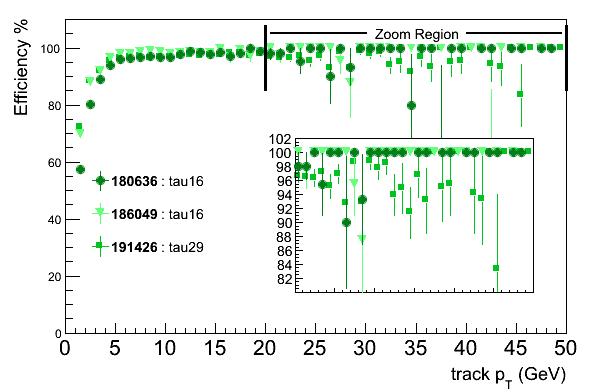 Efficiency %
100
80
60
40
20
0
Zoom Region
180636 : tau16
186049 : tau16
191426 : tau29
102
100
98
96
94
92
90
88
86
84
82
0 5 10 15 20 25 30 35 40 45 50
track pT (GeV)